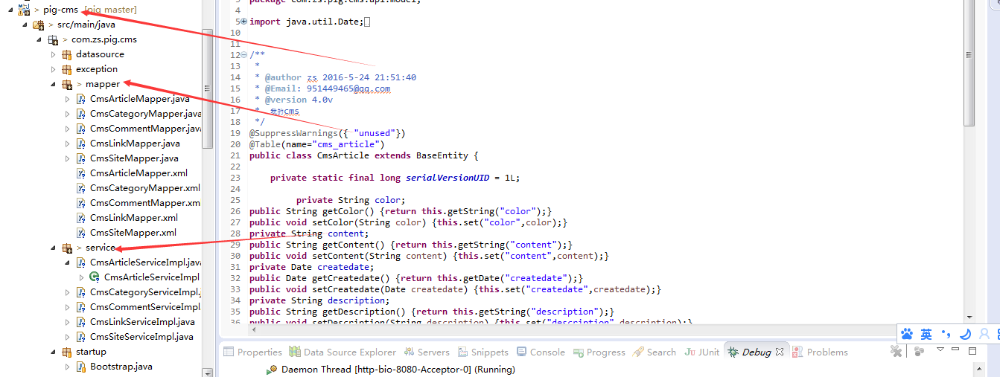 > pig-cms [pig master]
> src/main/java
> com.zs.pig.cms
datasource
exception
> mapper
CmsArticleMapper.java
CmsCategoryMapper.java
CmsCommentMapper.java
CmsLinkMapper.java
CmsSiteMapper.java
CmsArticleMapper.xml
CmsCategoryMapper.xml
CmsCommentMapper.xm
CmsLinkMapper.xml
CmsSiteMapper.xml
> service
CmsArticleServiceImpl.java
CmsArticleServiceImpl
CmsCategoryServiceImpl.j
CmsCommentServiceImpl.
CmsLinkServiceImpl.java
CmsSiteServiceImpl.java
startup
Bootstrap.java
3 package com.zs.pig.cms.api.model;
4
5 import java.util.Date;
10
11
12 /**
13 *
14 * @author zs 2016-5-24 21:51:40
15 * @Email: 951449465@qq.com
16 * @version 4.0v
17 * 我的cms
18 */
19 @SuppressWarnings({ "unused"})
20 @Table(name="cms_article")
21 public class CmsArticle extends BaseEntity {
22
23 private static final long serialVersionUID = 1L;
24
25 private String color;
26 public String getColor() {return this.getString("color");}
27 public void setColor(String color) {this.set("color",color);}
28 private String content;
29 public String getContent() {return this.getString("content");}
30 public void setContent(String content) {this.set("content",content);}
31 private Date createdate;
32 public Date getCreatedate() {return this.getDate("createdate");}
33 public void setCreatedate(Date createdate) {this.set("createdate",createdate);}
34 private String description;
35 public String getDescription() {return this.getString("description");}
36 public void setDescription(String description) {this.set("description",description);}
英
Properties Data Source Explorer Servers Snippets Console Progress Search JUnit Debug Problems
Daemon Thread [http-bio-8080-Acceptor-0] (Running)